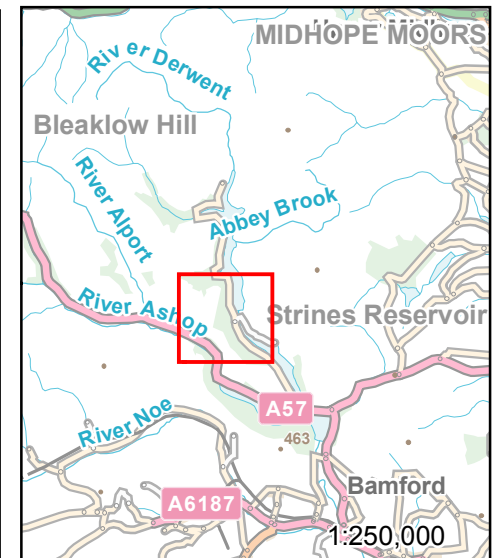 MIDHOPE MOORS
River Derwent
Bleaklow Hill
River Alport
Abbey Brook
River Ashop
Strines Reservoir
A57
River Noe
463
Bamford
A6187
1:250,000